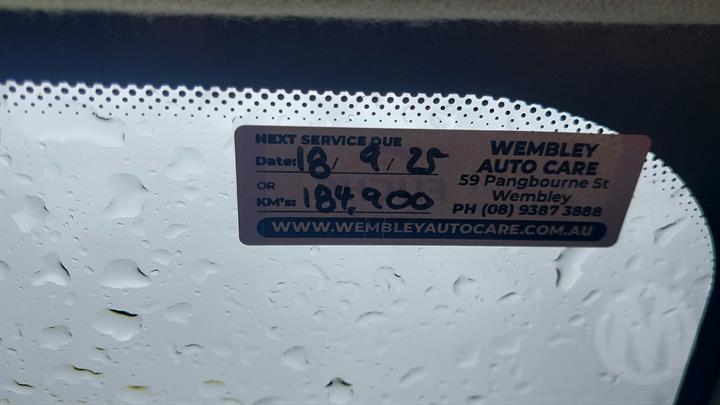 NEXT SERVICE DUE
Date: 18 / 9 / 25
OR
KM's: 184,900
WEMBLEY
AUTO CARE
59 Pangbourne St
Wembley
PH (08) 9387 3888
WWW.WEMBLEYAUTOCARE.COM.AU